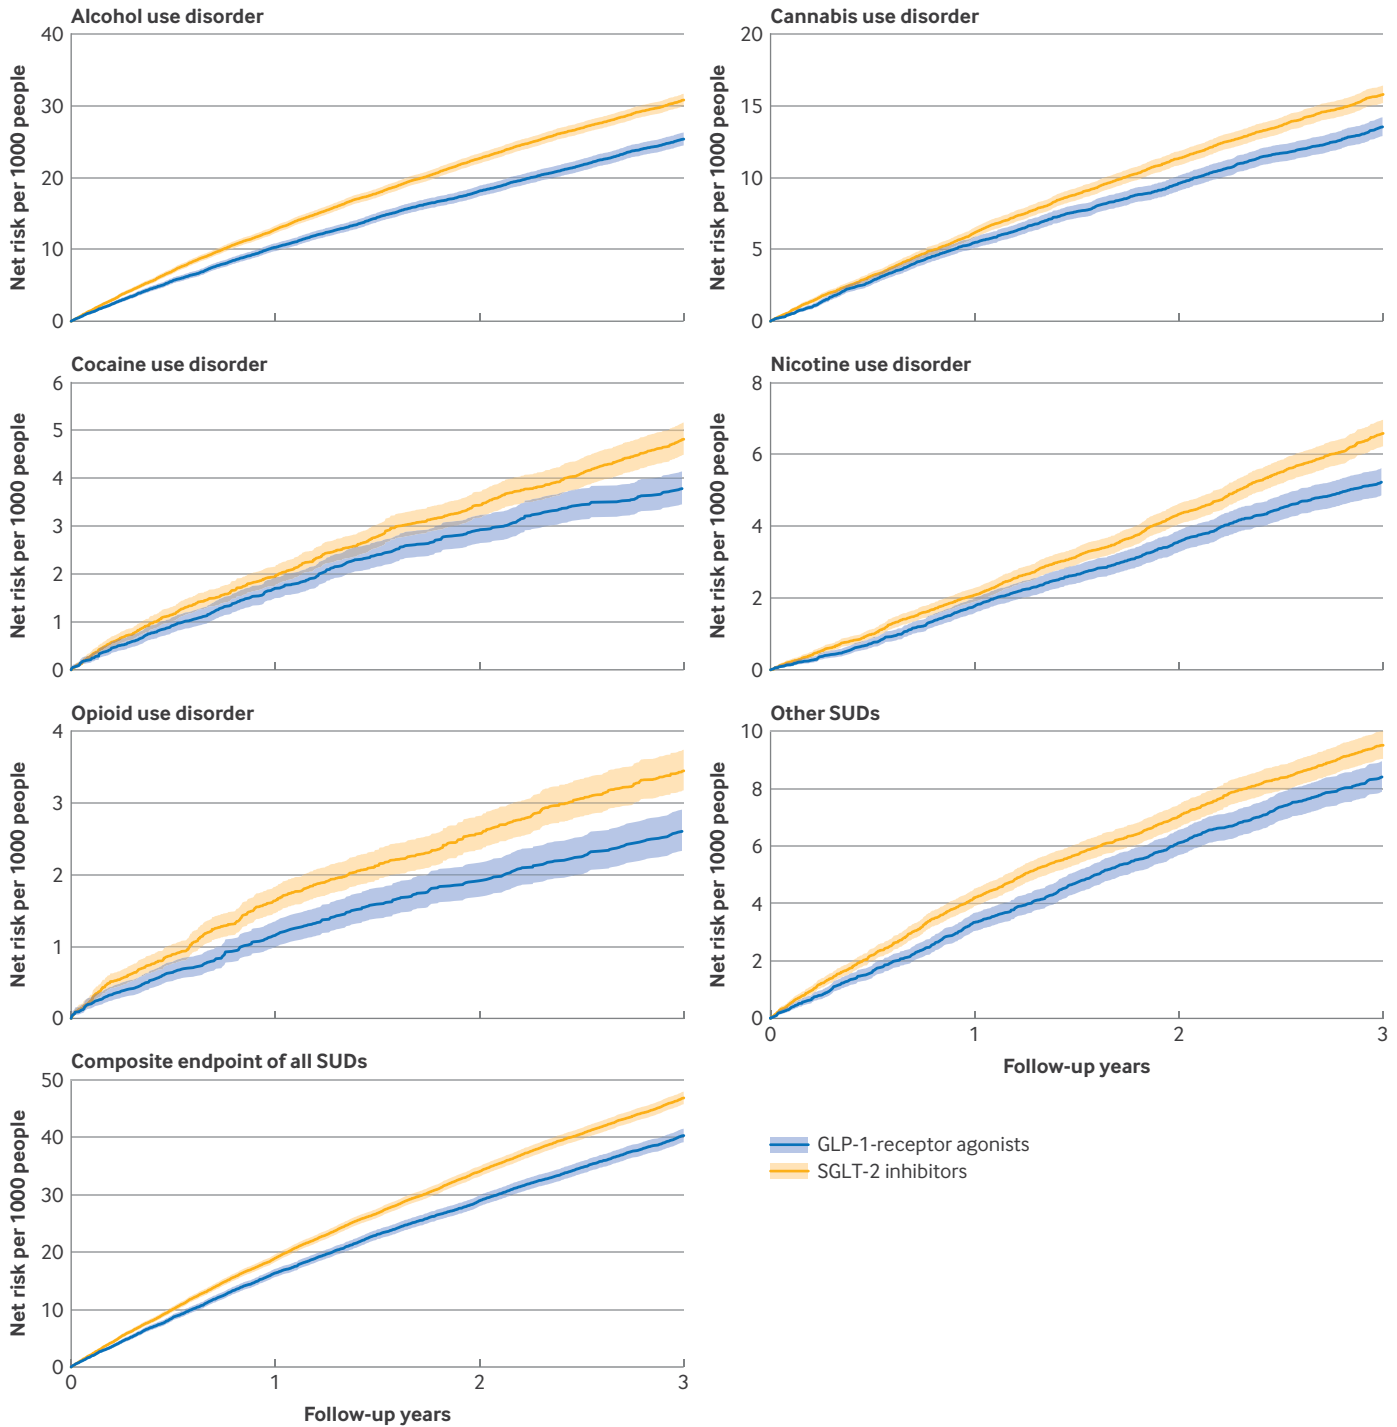 Alcohol use disorder
Net risk per 1000 people
40
30
20
10
0
Cannabis use disorder
Net risk per 1000 people
20
15
10
5
0
Cocaine use disorder
Net risk per 1000 people
6
5
4
3
2
1
0
Nicotine use disorder
Net risk per 1000 people
8
6
4
2
0
Opioid use disorder
Net risk per 1000 people
4
3
2
1
0
Other SUDs
Net risk per 1000 people
10
8
6
4
2
0
0 1 2 3
Follow-up years
Composite endpoint of all SUDs
Net risk per 1000 people
50
40
30
20
10
0
0 1 2 3
Follow-up years
GLP-1-receptor agonists
SGLT-2 inhibitors